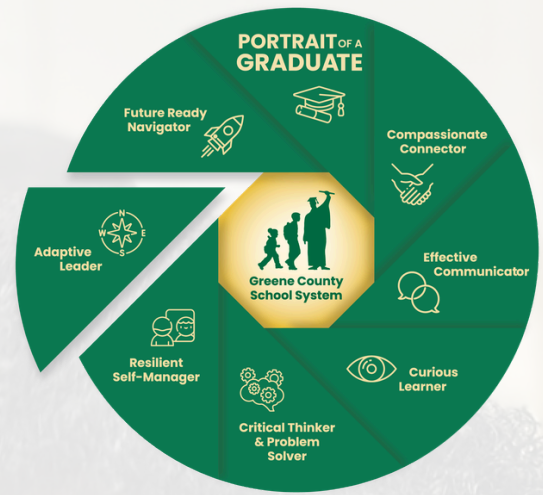 PORTRAIT OF A
GRADUATE
Compassionate
Connector
Effective
Communicator
Curious
Learner
Critical Thinker
& Problem
Solver
Resilient
Self-Manager
Adaptive
Leader
N
W E
S
Future Ready
Navigator
Greene County
School System